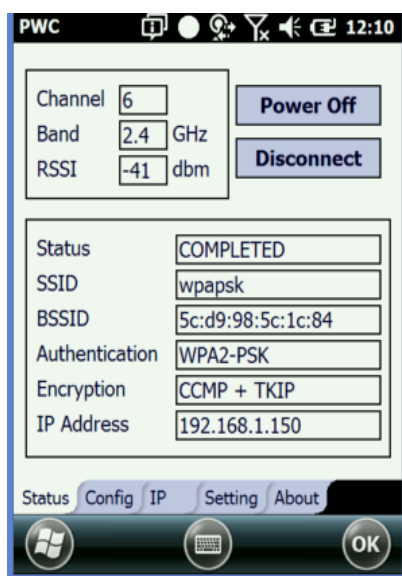 PWC 12:10
Channel 6
Power Off
Band 2.4 GHz
RSSI -41 dbm
Disconnect
Status COMPLETED
SSID wpapsk
BSSID 5c:d9:98:5c:1c:84
Authentication WPA2-PSK
Encryption CCMP + TKIP
IP Address 192.168.1.150
Status Config IP Setting About
OK